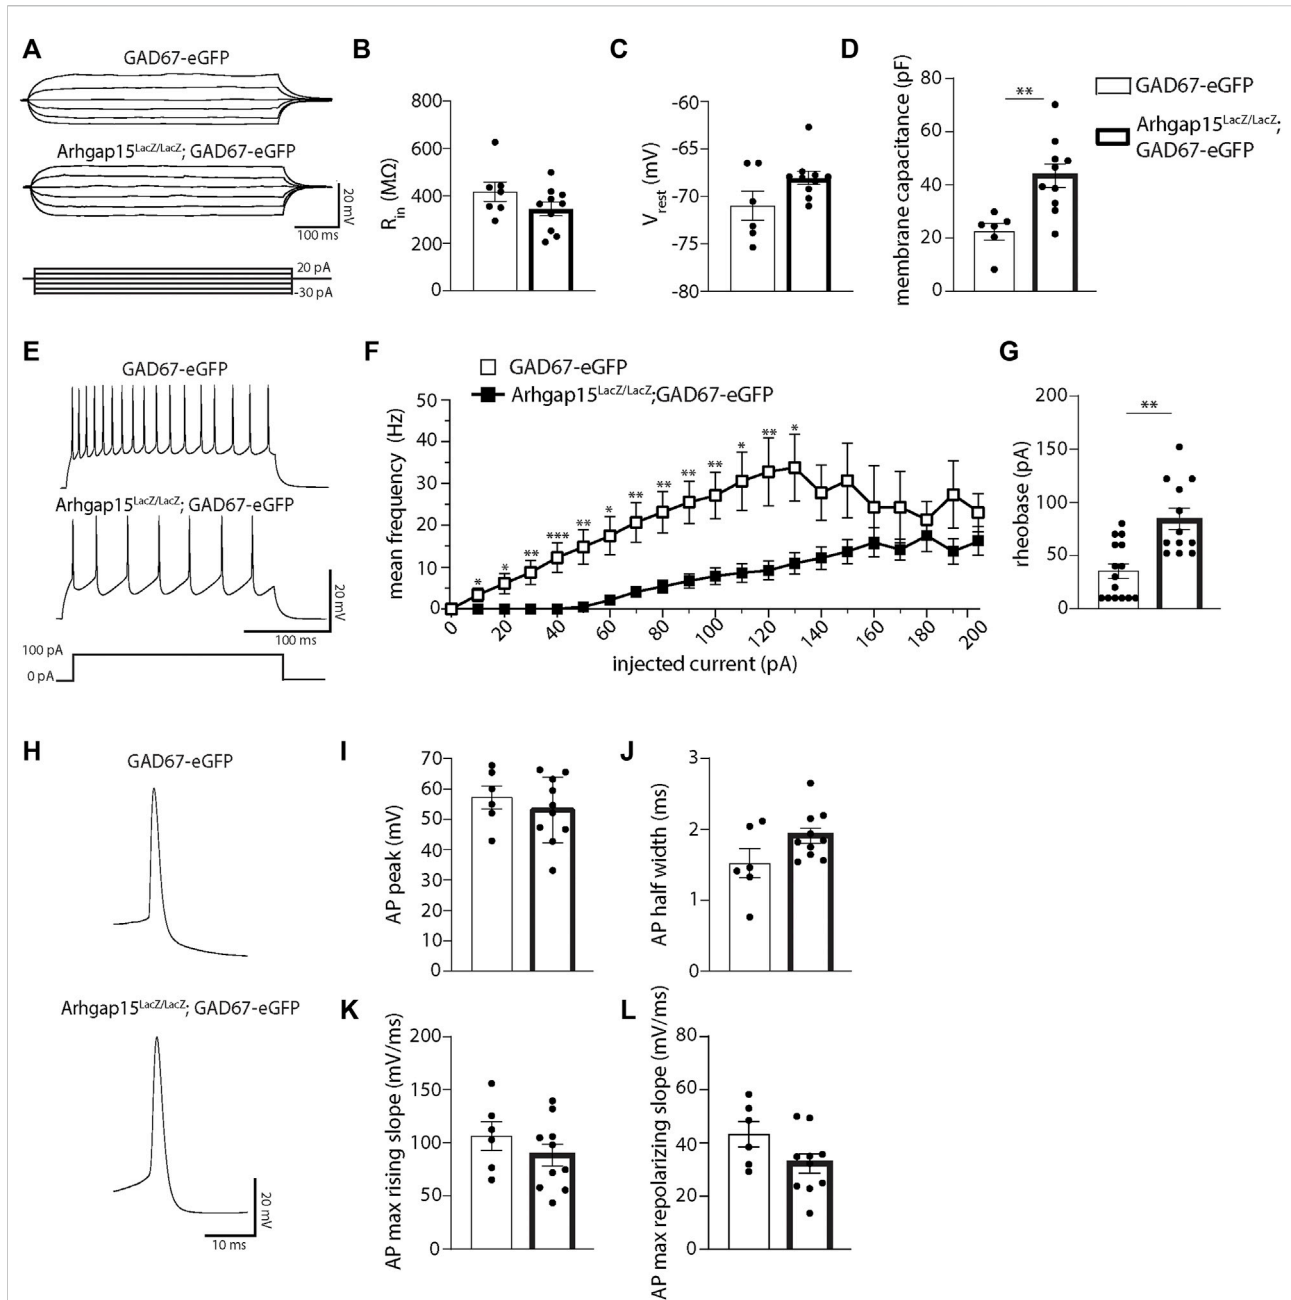 A
GAD67-eGFP
Arhgap15LacZ/LacZ; GAD67-eGFP
20 mV
100 ms
20 pA
-30 pA
B
Rin (MΩ)
800
600
400
200
0
C
Vrest (mV)
-60
-65
-70
-75
-80
D
membrane capacitance (pF)
80
60
40
20
0
**
GAD67-eGFP
Arhgap15LacZ/LacZ;
GAD67-eGFP
E
GAD67-eGFP
Arhgap15LacZ/LacZ; GAD67-eGFP
20 mV
100 ms
100 pA
0 pA
F
GAD67-eGFP
Arhgap15LacZ/LacZ;GAD67-eGFP
mean frequency (Hz)
50
40
30
20
10
0
* * ** *** ** * ** ** ** ** * ** *
0 20 40 60 80 100 120 140 160 180 200
injected current (pA)
G
rheobase (pA)
200
150
100
50
0
**
H
GAD67-eGFP
Arhgap15LacZ/LacZ; GAD67-eGFP
20 mV
10 ms
I
AP peak (mV)
70
60
50
40
30
20
10
0
J
AP half width (ms)
3
2
1
0
K
AP max rising slope (mV/ms)
200
150
100
50
0
L
AP max repolarizing slope (mV/ms)
80
60
40
20
0